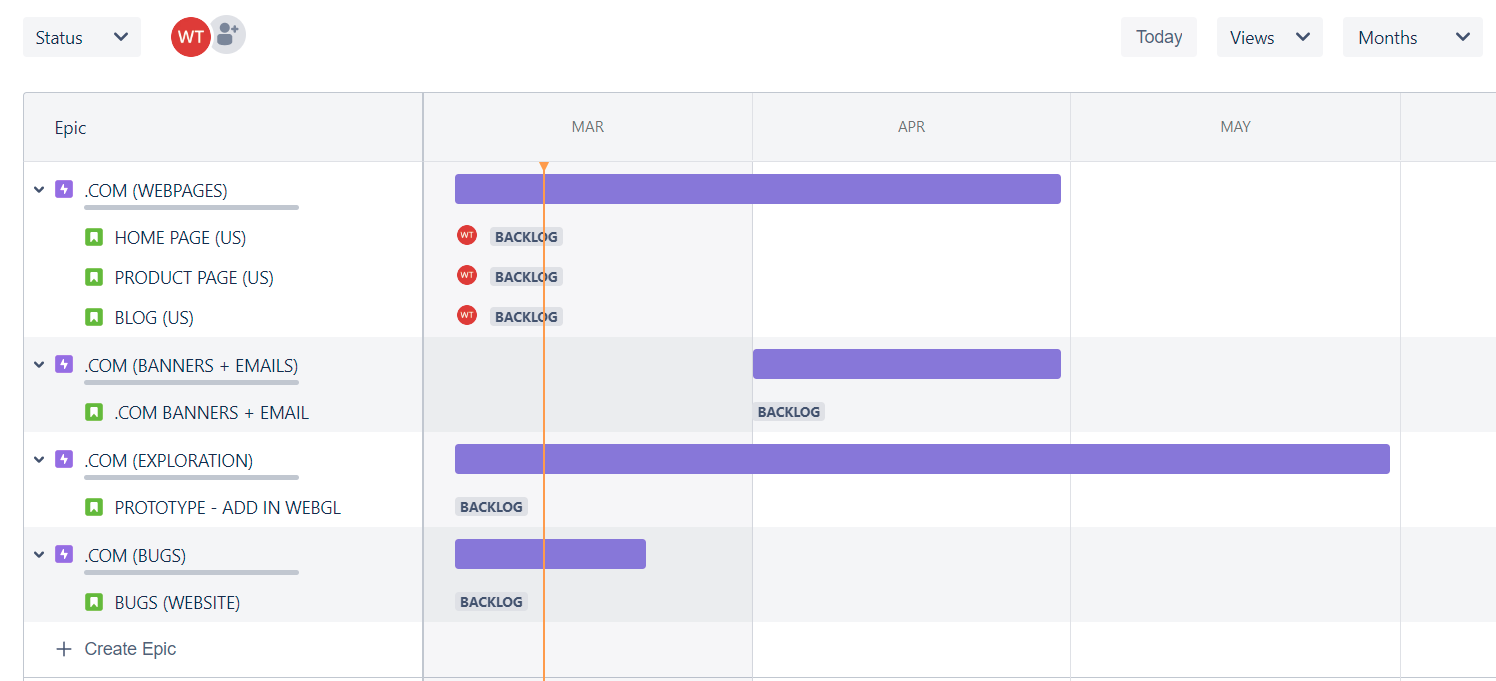 Status WT Today Views Months
Epic MAR APR MAY
.COM (WEBPAGES)
HOME PAGE (US) WT BACKLOG
PRODUCT PAGE (US) WT BACKLOG
BLOG (US) WT BACKLOG
.COM (BANNERS + EMAILS)
.COM BANNERS + EMAIL BACKLOG
.COM (EXPLORATION)
PROTOTYPE - ADD IN WEBGL BACKLOG
.COM (BUGS)
BUGS (WEBSITE) BACKLOG
Create Epic